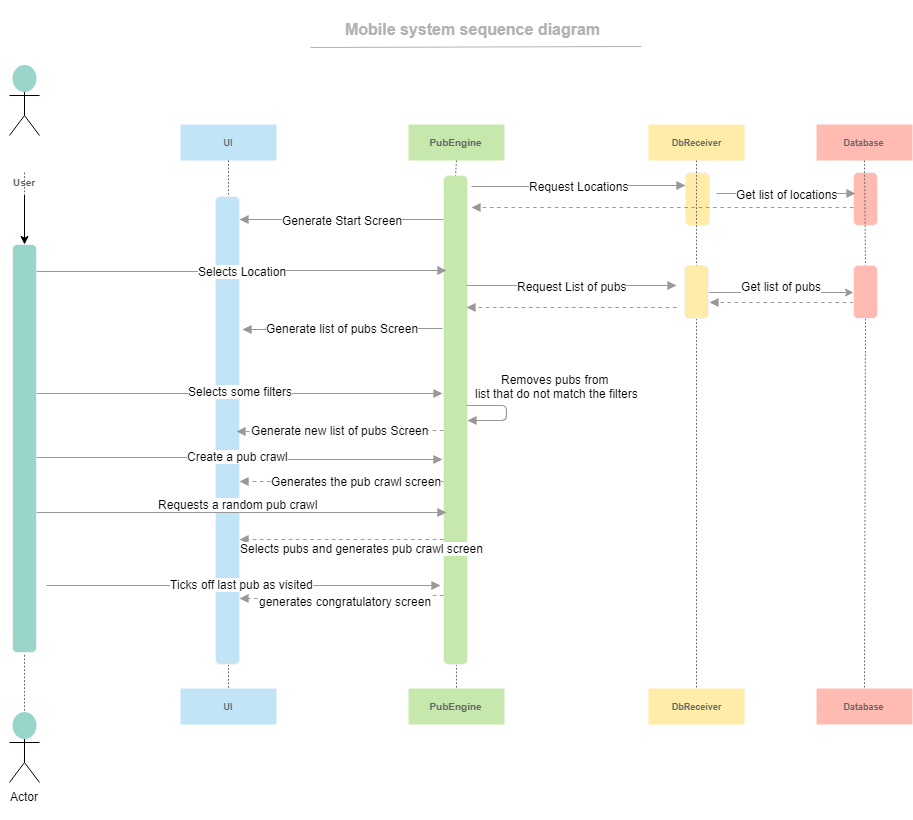 Mobile system sequence diagram
UI
PubEngine
DbReceiver
Database
User
Request Locations
Get list of locations
Generate Start Screen
Selects Location
Request List of pubs
Get list of pubs
Generate list of pubs Screen
Removes pubs from
list that do not match the filters
Selects some filters
Generate new list of pubs Screen
Create a pub crawl
Generates the pub crawl screen
Requests a random pub crawl
Selects pubs and generates pub crawl screen
Ticks off last pub as visited
generates congratulatory screen
UI
PubEngine
DbReceiver
Database
Actor